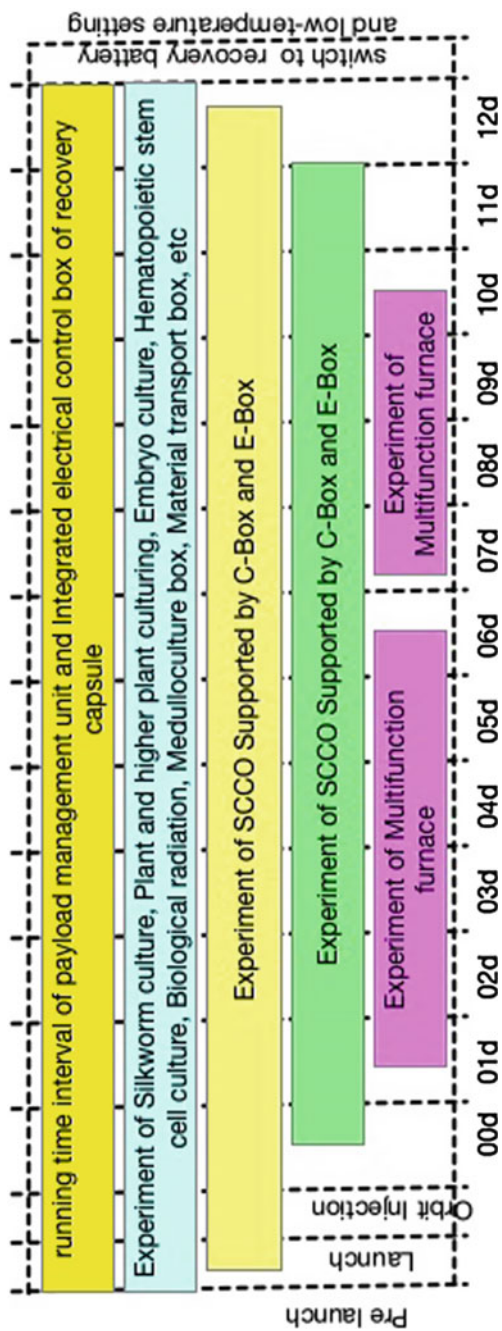 running time interval of payload management unit and Integrated electrical control box of recovery
capsule
Experiment of Silkworm culture, Plant and higher plant culturing, Embryo culture, Hematopoietic stem
cell culture, Biological radiation, Medulloculture box, Material transport box, etc
Experiment of SCCO Supported by C-Box and E-Box
Experiment of SCCO Supported by C-Box and E-Box
Experiment of Multifunction
furnace
Experiment of
Multifunction furnace
Pre launch
Launch
Orbit Injection
00d 01d 02d 03d 04d 05d 06d 07d 08d 09d 10d 11d 12d
switch to recovery battery
and low-temperature setting